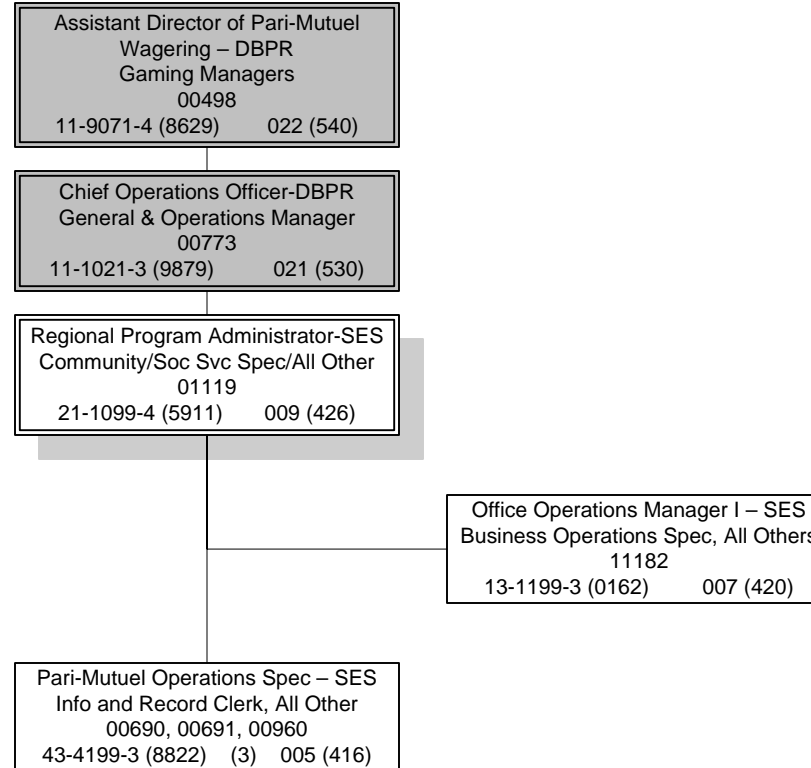 Assistant Director of Pari-Mutuel
Wagering – DBPR
Gaming Managers
00498
11-9071-4 (8629) 022 (540)
Chief Operations Officer-DBPR
General & Operations Manager
00773
11-1021-3 (9879) 021 (530)
Regional Program Administrator-SES
Community/Soc Svc Spec/All Other
01119
21-1099-4 (5911) 009 (426)
Office Operations Manager I – SES
Business Operations Spec, All Others
11182
13-1199-3 (0162) 007 (420)
Pari-Mutuel Operations Spec – SES
Info and Record Clerk, All Other
00690, 00691, 00960
43-4199-3 (8822) (3) 005 (416)